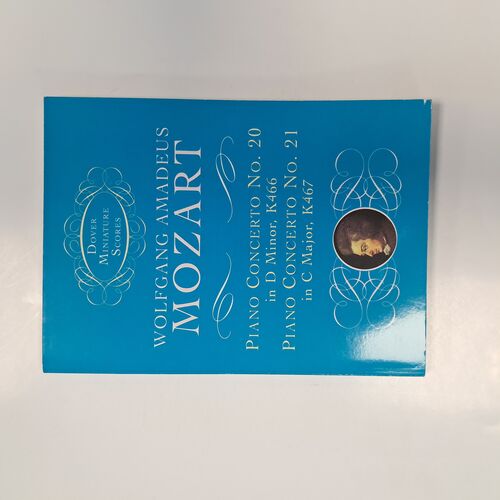 DOVER
MINIATURE
SCORES
WOLFGANG AMADEUS
MOZART
PIANO CONCERTO NO. 20
in D Minor, K466
PIANO CONCERTO NO. 21
in C Major, K467